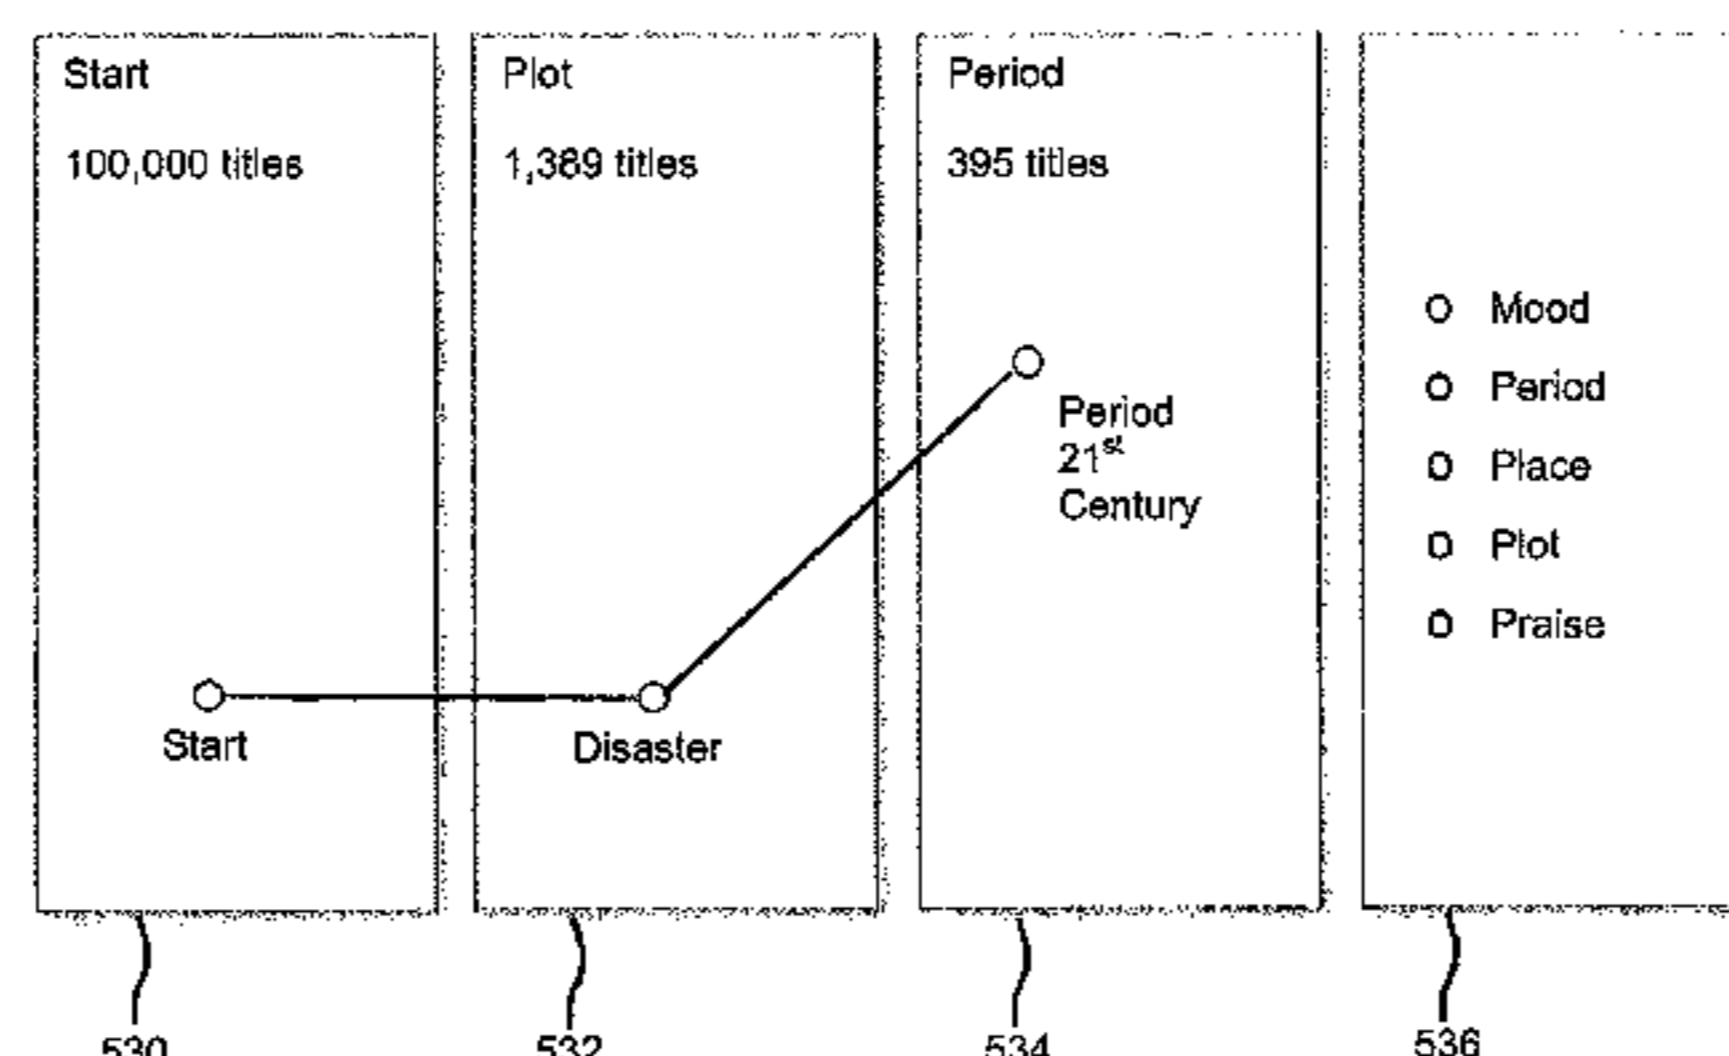 Start
100,000 titles
Start
Plot
1,389 titles
Disaster
Period
395 titles
Period
21st
Century
Mood
Period
Place
Plot
Praise
530
532
534
536